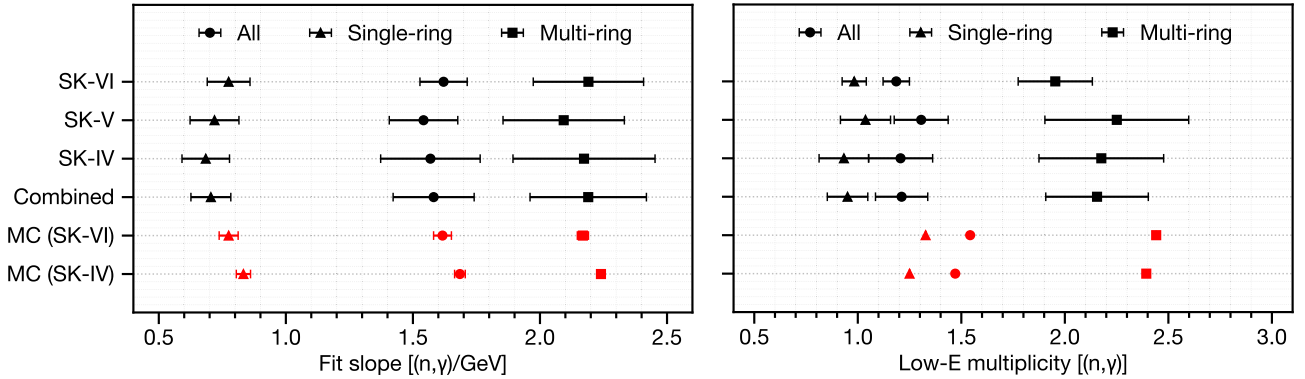 All Single-ring Multi-ring
SK-VI
SK-V
SK-IV
Combined
MC (SK-VI)
MC (SK-IV)
0.5 1.0 1.5 2.0 2.5
Fit slope [(n,γ)/GeV]
All Single-ring Multi-ring
0.5 1.0 1.5 2.0 2.5 3.0
Low-E multiplicity [(n,γ)]